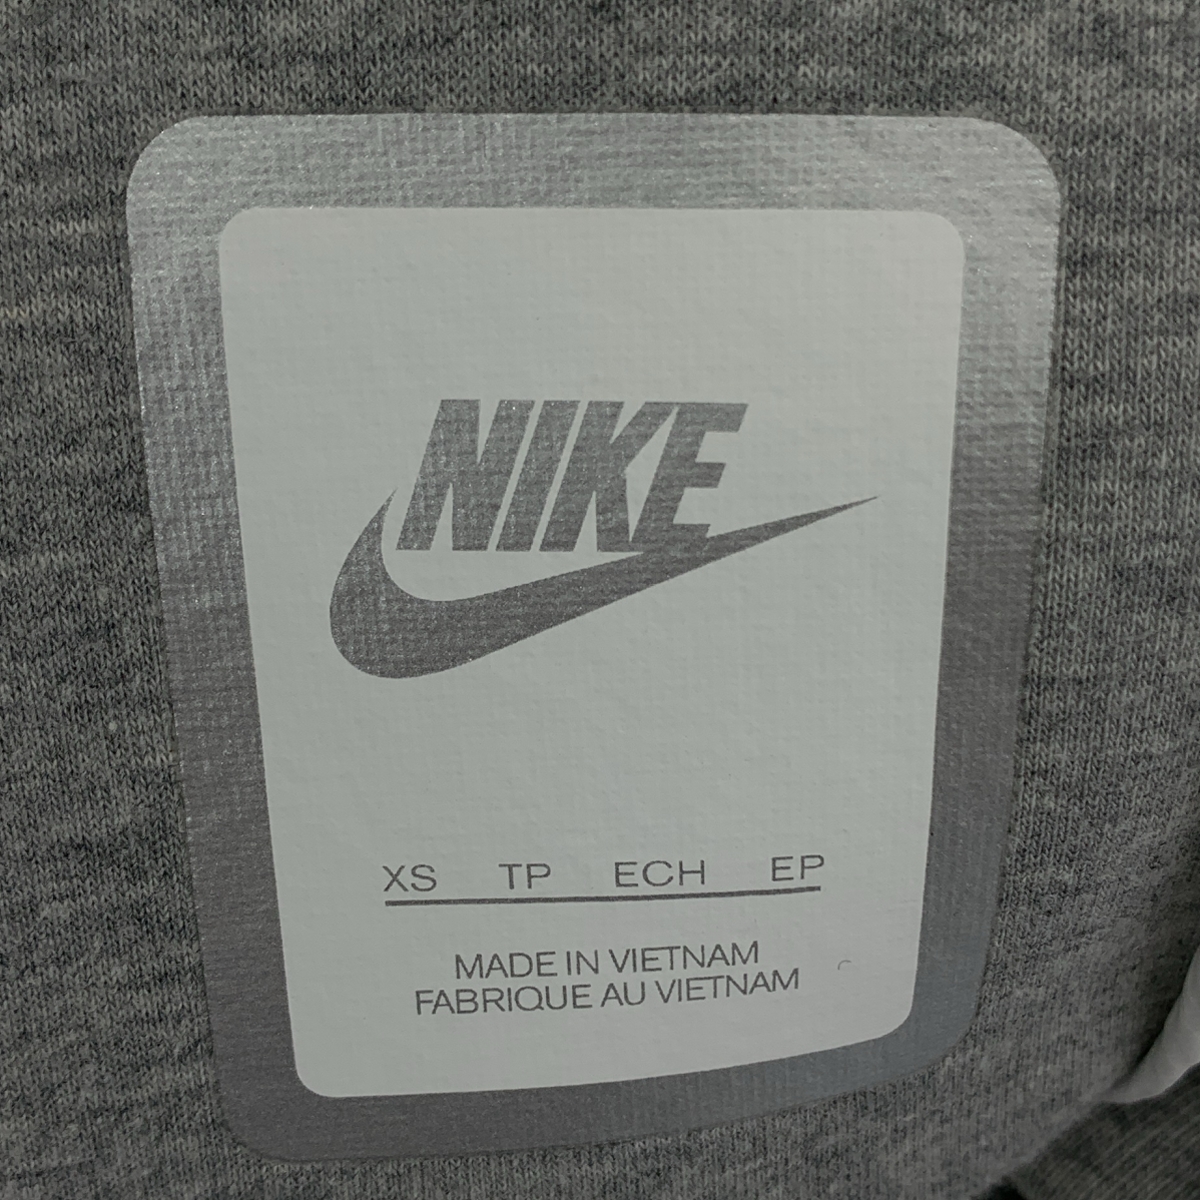 NIKE
XS TP ECH EP
MADE IN VIETNAM
FABRIQUE AU VIETNAM